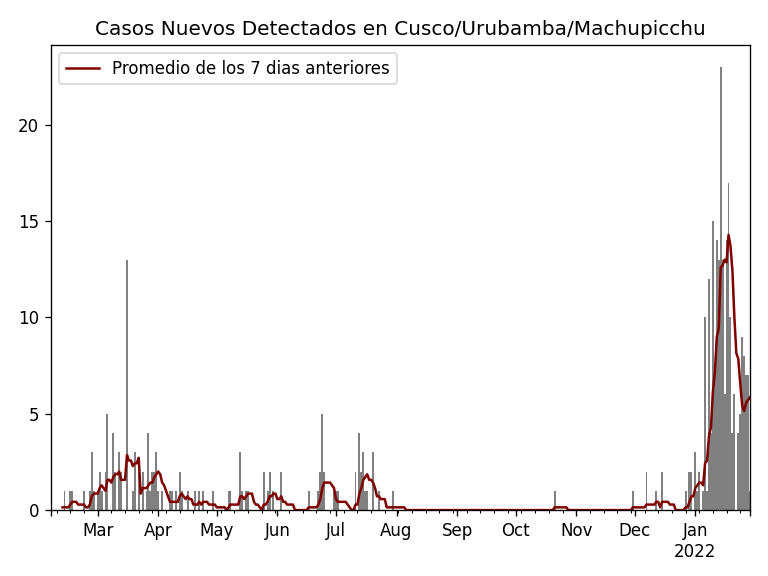 Casos Nuevos Detectados en Cusco/Urubamba/Machupicchu
Promedio de los 7 dias anteriores
20
15
10
5
0
Mar Apr May Jun Jul Aug Sep Oct Nov Dec Jan
2022